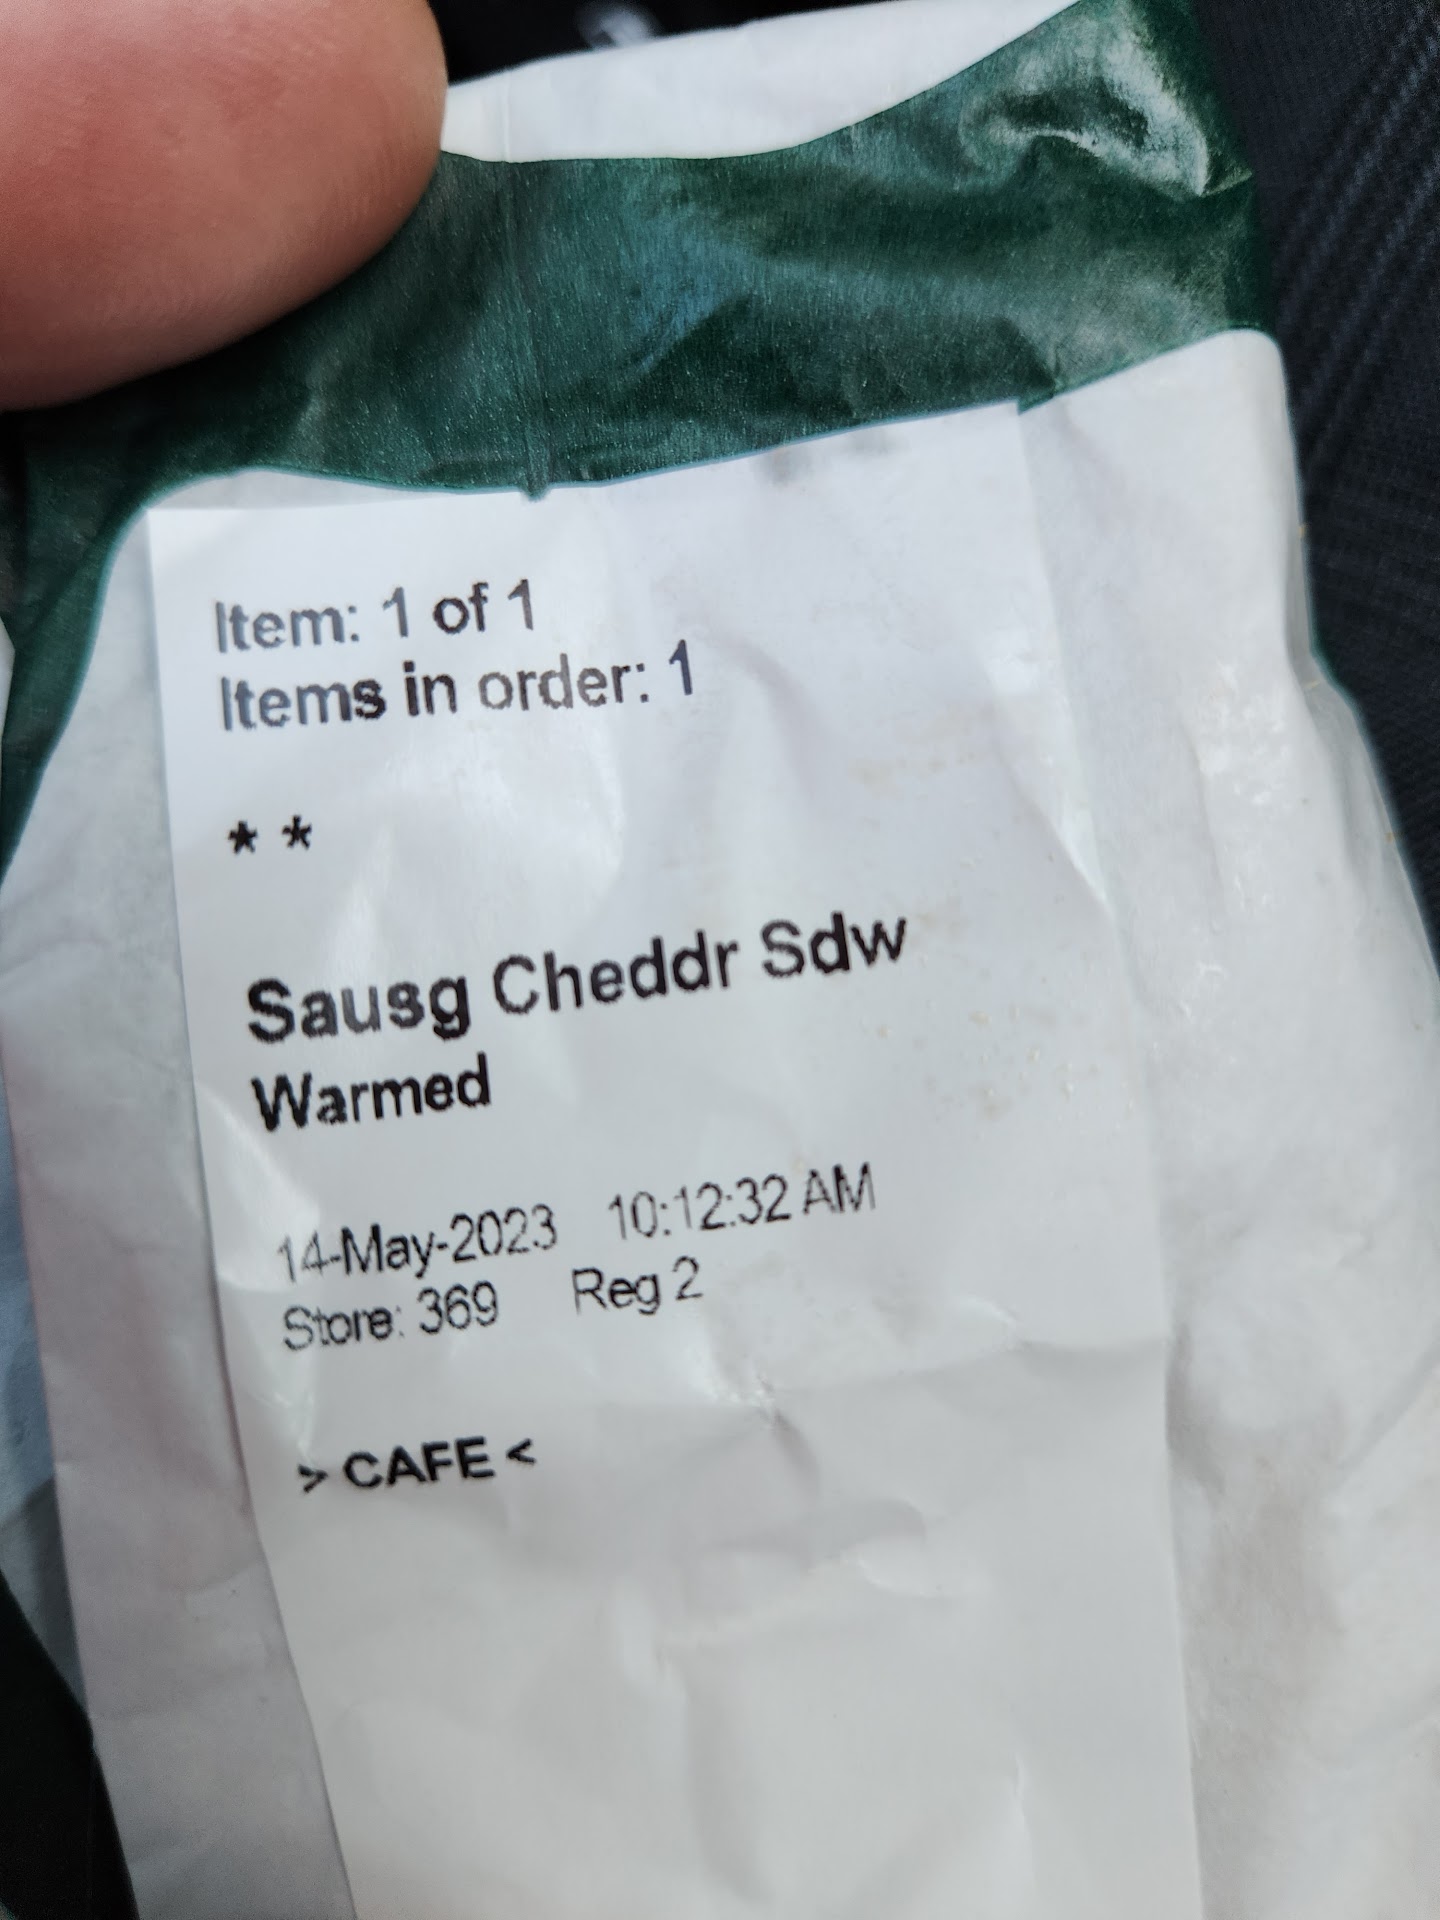 Item: 1 of 1
Items in order: 1
* *
Sausg Cheddr Sdw
Warmed
14-May-2023 10:12:32 AM
Store: 369 Reg 2
> CAFE <